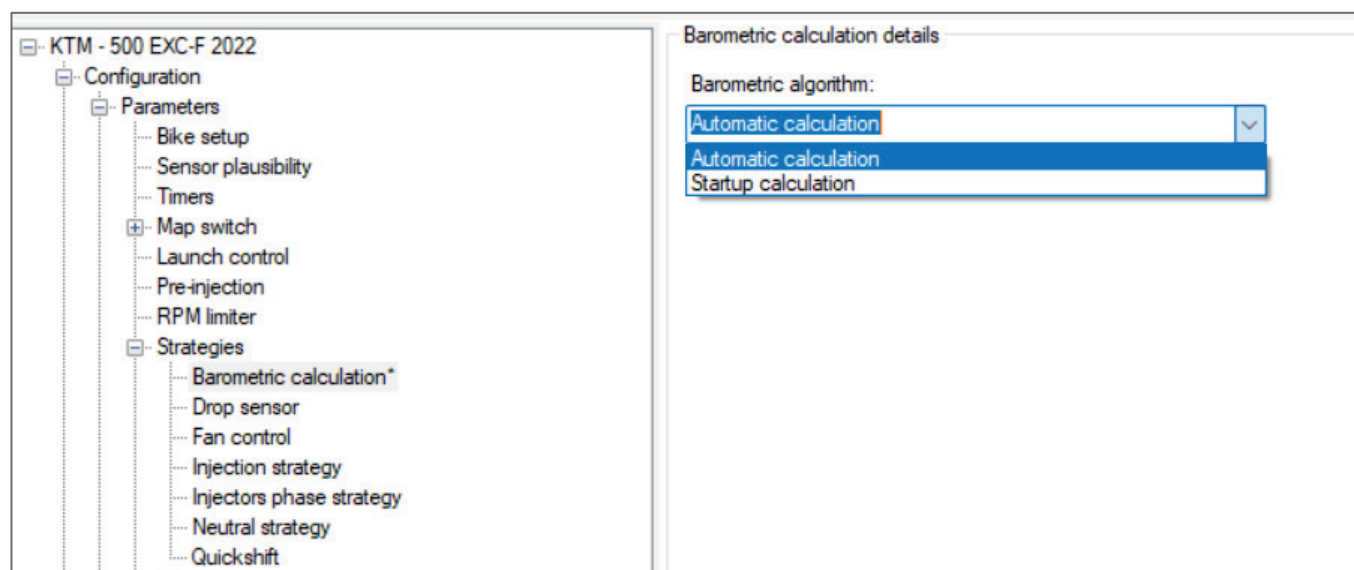 KTM - 500 EXC-F 2022
Configuration
Parameters
Bike setup
Sensor plausibility
Timers
Map switch
Launch control
Pre-injection
RPM limiter
Strategies
Barometric calculation*
Drop sensor
Fan control
Injection strategy
Injectors phase strategy
Neutral strategy
Quickshift
Barometric calculation details
Barometric algorithm:
Automatic calculation
Automatic calculation
Startup calculation